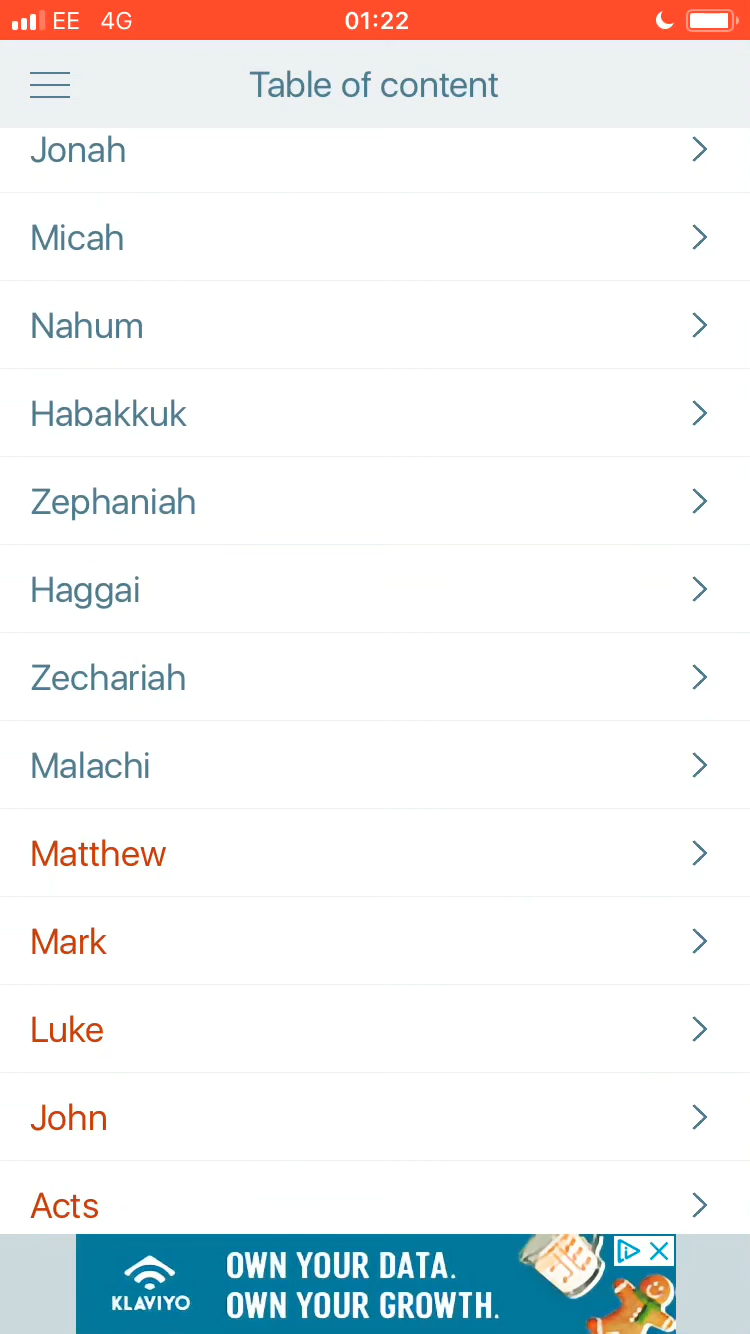 EE 4G 01:22
Table of content
Jonah
Micah
Nahum
Habakkuk
Zephaniah
Haggai
Zechariah
Malachi
Matthew
Mark
Luke
John
Acts
KLAVIYO
OWN YOUR DATA.
OWN YOUR GROWTH.